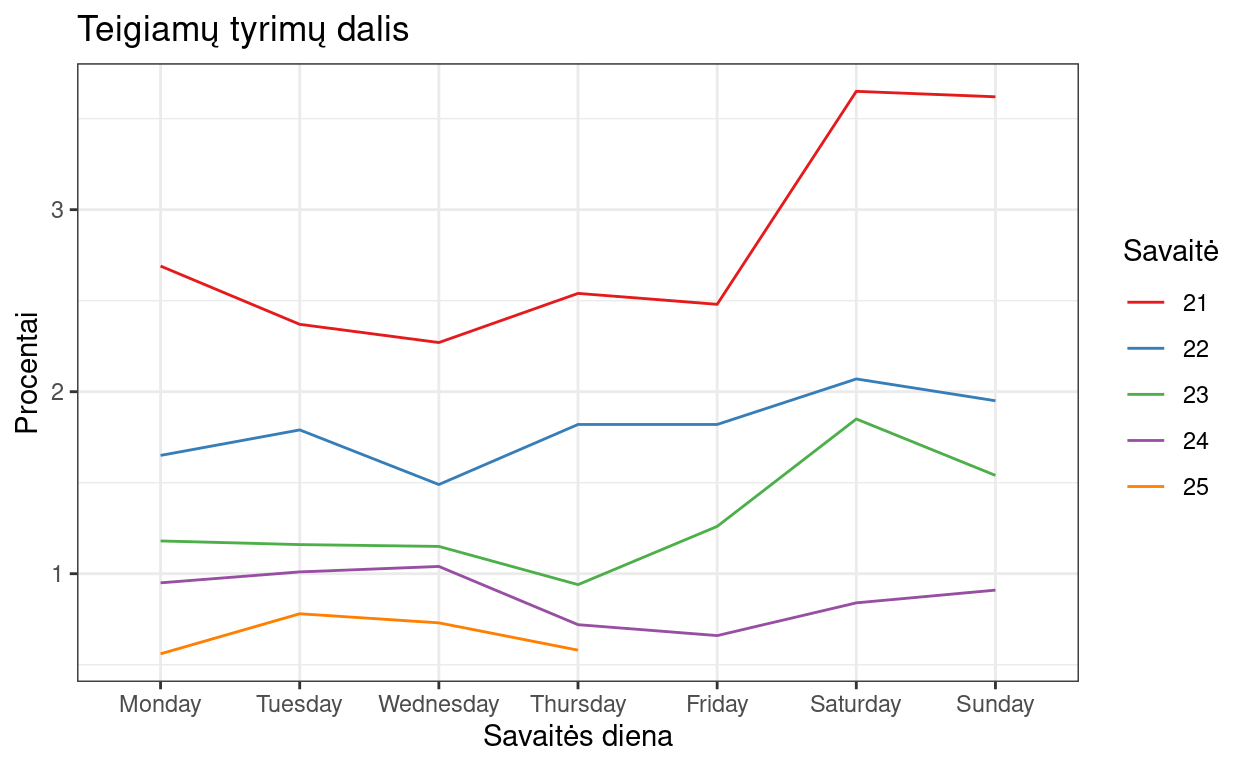 Teigiamų tyrimų dalis
Procentai
3
2
1
Monday Tuesday Wednesday Thursday Friday Saturday Sunday
Savaitės diena
Savaitė
21
22
23
24
25